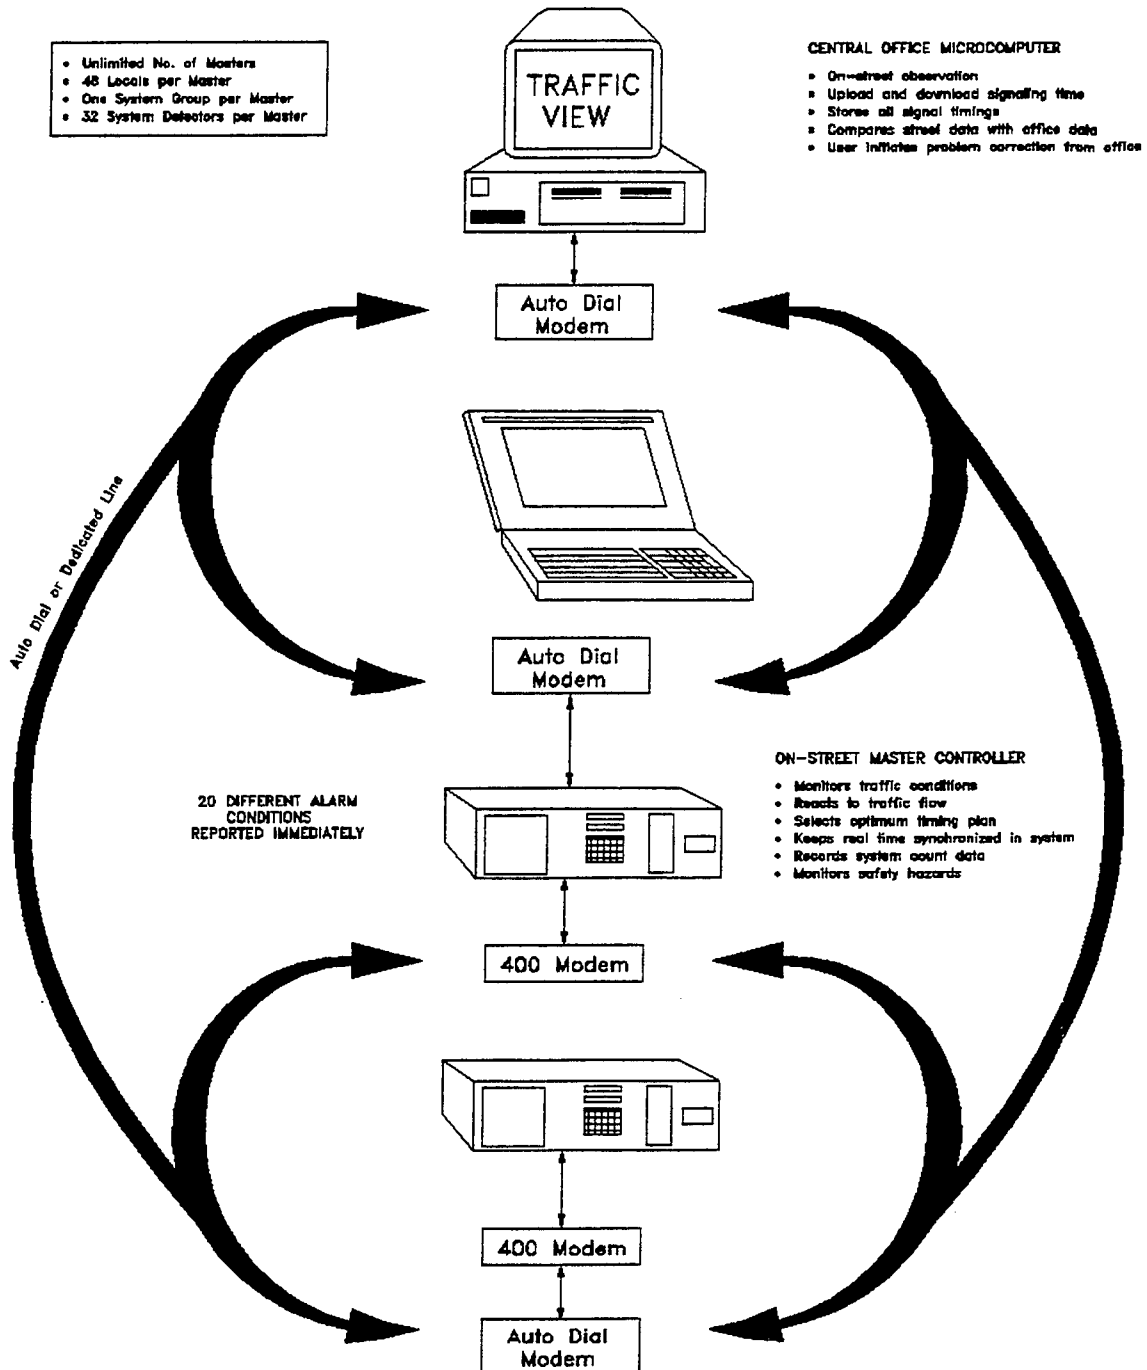 • Unlimited No. of Masters
• 48 Locals per Master
• One System Group per Master
• 32 System Detectors per Master
TRAFFIC
VIEW
CENTRAL OFFICE MICROCOMPUTER
• On-street observation
• Upload and download signaling time
• Stores all signal timings
• Compares street data with office data
• User initiates problem correction from office
Auto Dial
Modem
Auto Dial or Dedicated Line
Auto Dial
Modem
20 DIFFERENT ALARM
CONDITIONS
REPORTED IMMEDIATELY
ON-STREET MASTER CONTROLLER
• Monitors traffic conditions
• Reacts to traffic flow
• Selects optimum timing plan
• Keeps real time synchronized in system
• Records system count data
• Monitors safety hazards
400 Modem
400 Modem
Auto Dial
Modem